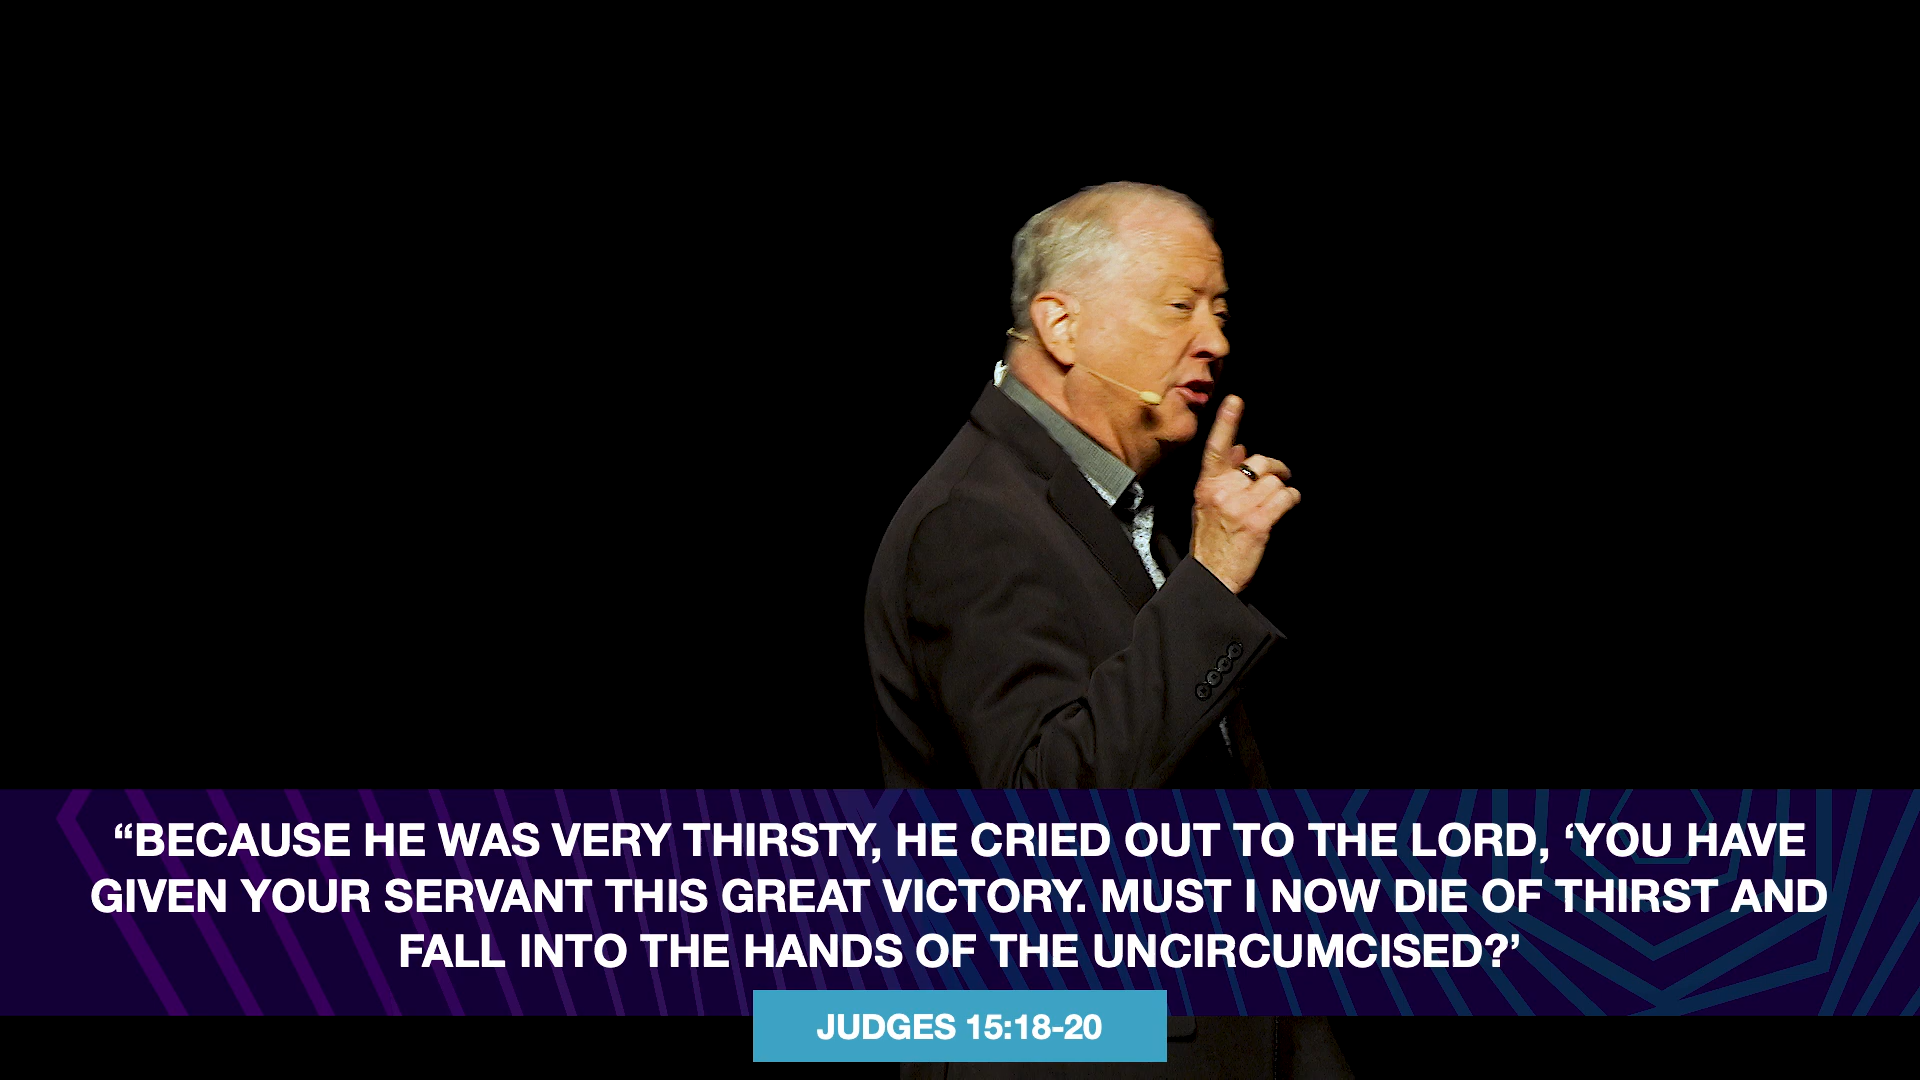 “BECAUSE HE WAS VERY THIRSTY, HE CRIED OUT TO THE LORD, ‘YOU HAVE
GIVEN YOUR SERVANT THIS GREAT VICTORY. MUST I NOW DIE OF THIRST AND
FALL INTO THE HANDS OF THE UNCIRCUMCISED?’
JUDGES 15:18-20